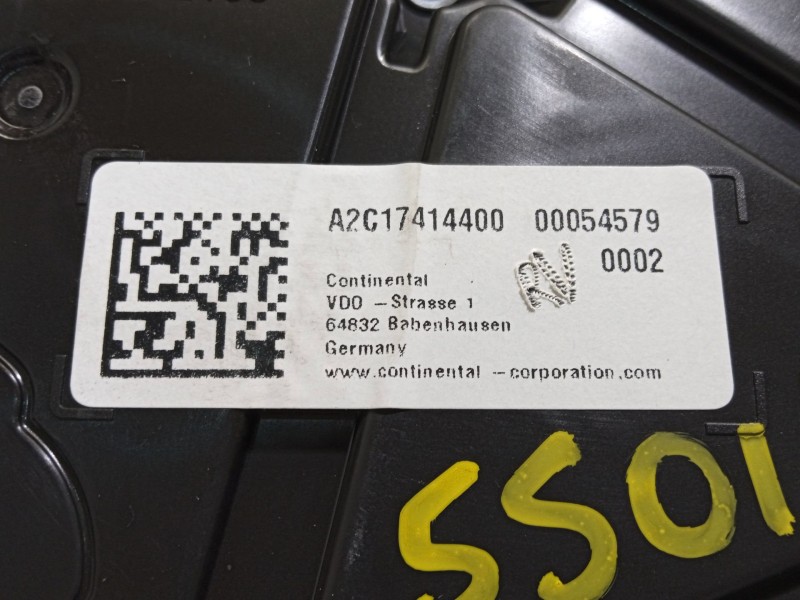 A2C17414400 00054579
0002
Continental
VDO -Strasse 1
64832 Babenhausen
Germany
www.continental -corporation.com
5501